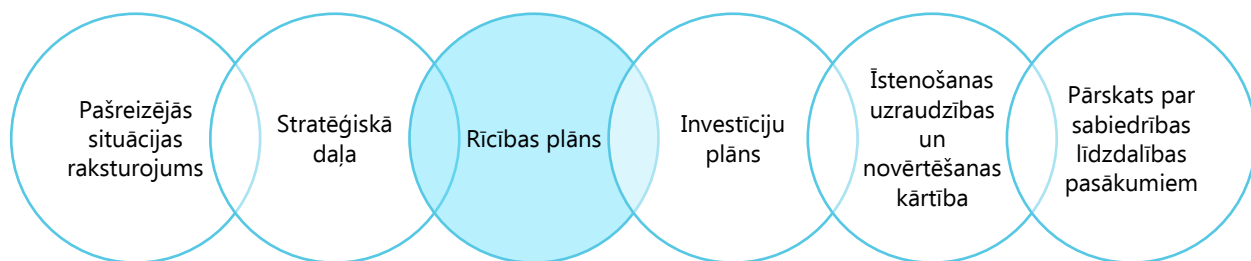 Pašreizējās
situācijas
raksturojums
Stratēģiskā
daļa
Rīcības plāns
Investīciju
plāns
Īstenošanas
uzraudzības
un
novērtēšanas
kārtība
Pārskats par
sabiedrības
līdzdalības
pasākumiem